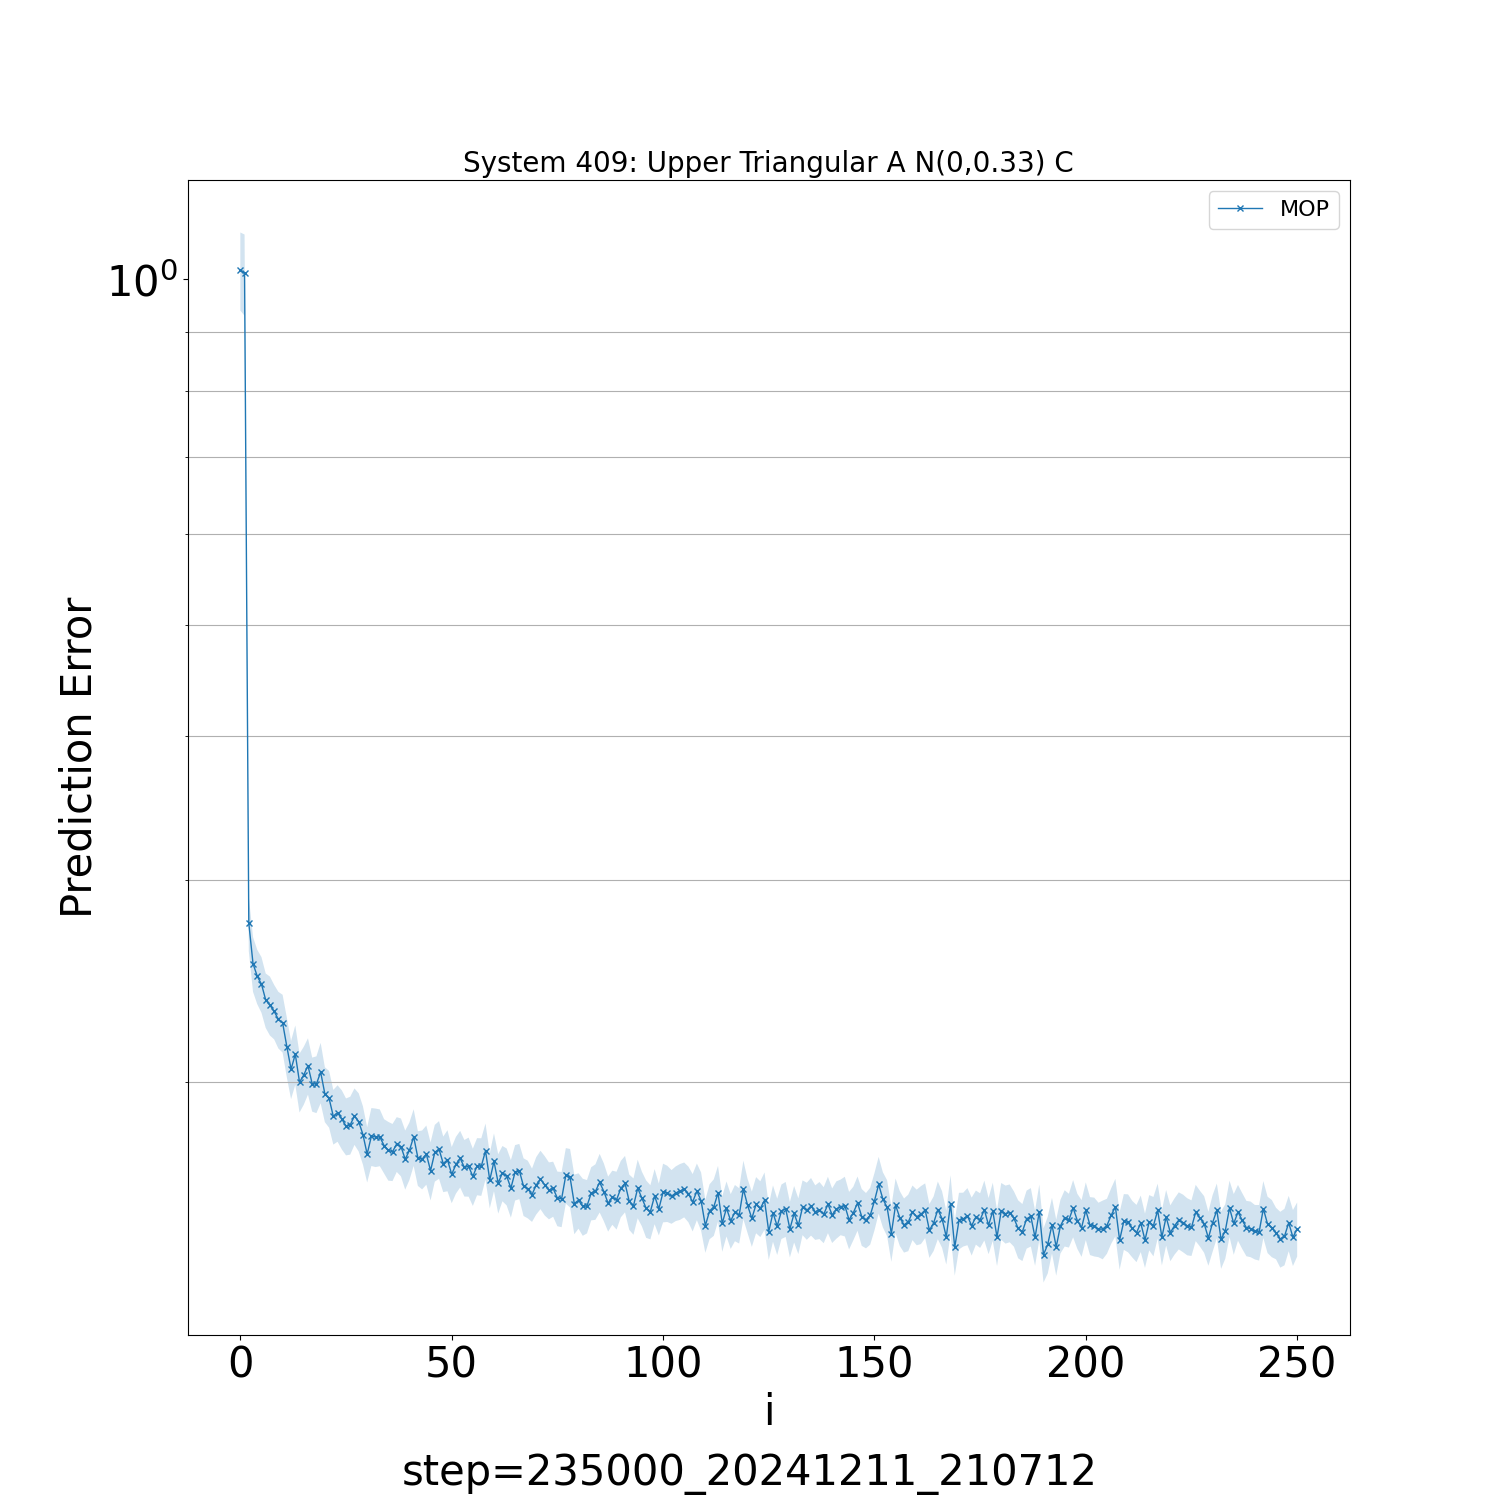 System 409: Upper Triangular A N(0,0.33) C
MOP
10⁰
Prediction Error
0 50 100 150 200 250
i
step=235000_20241211_210712